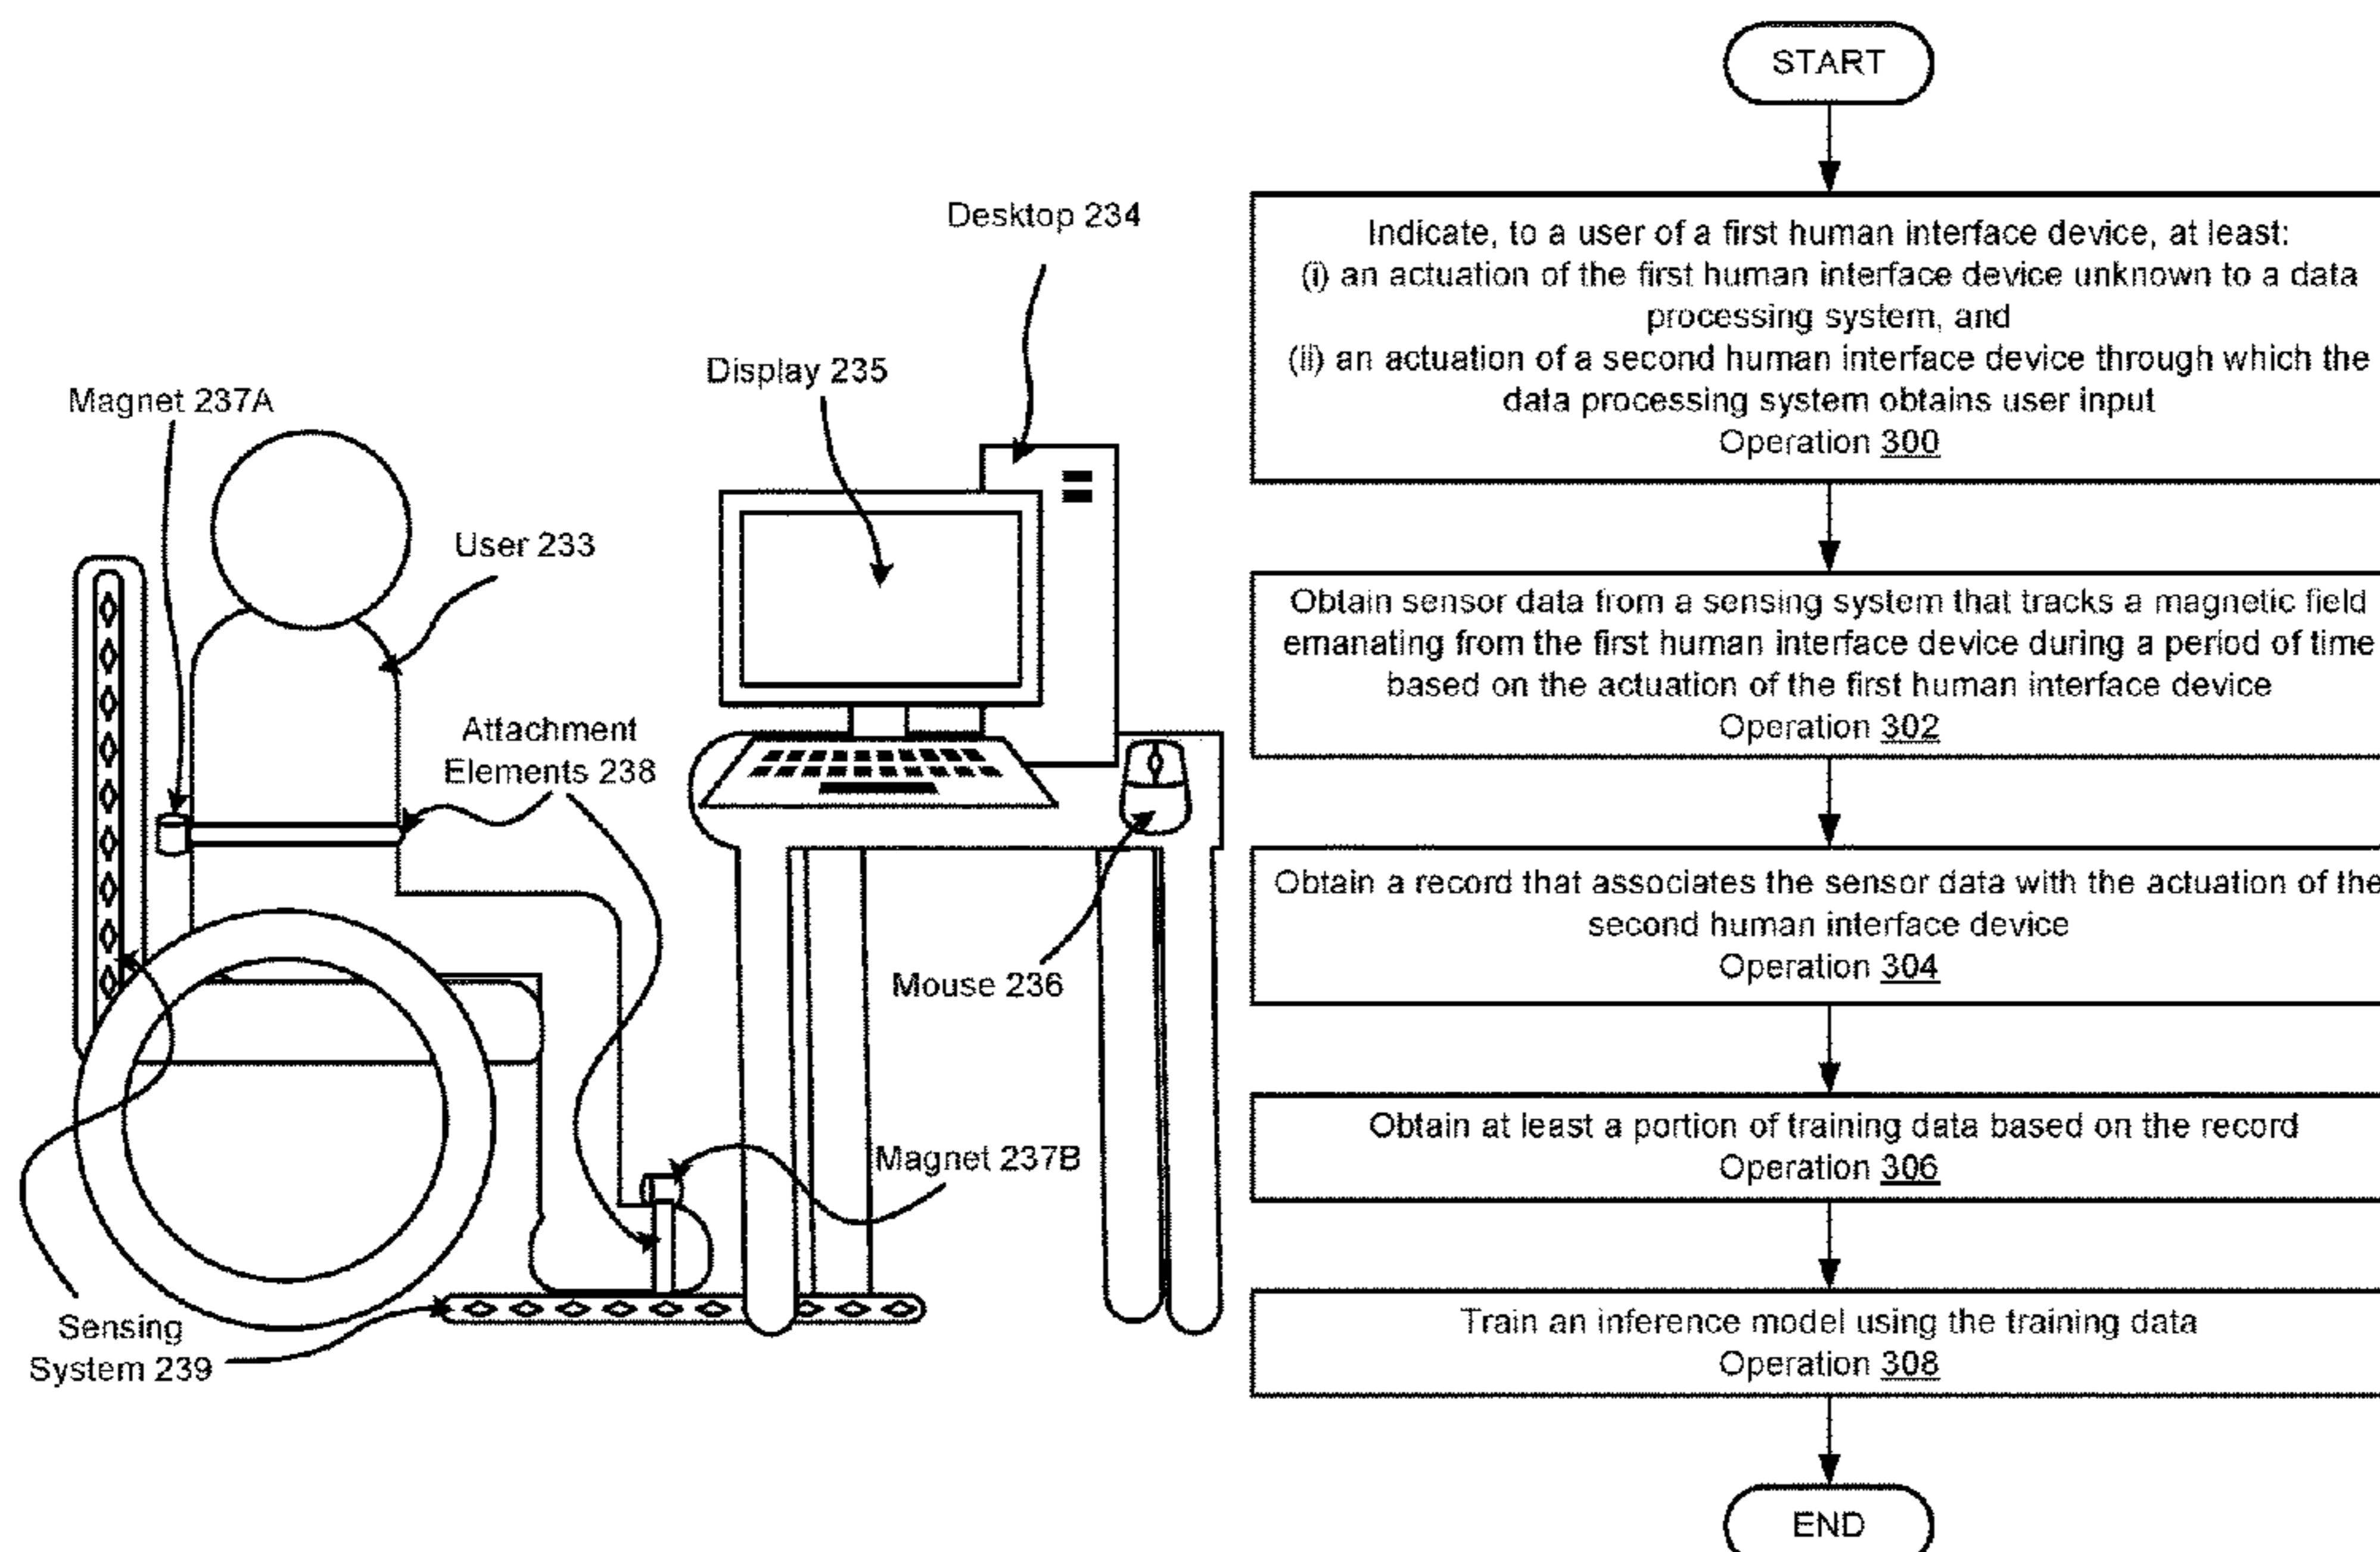 Desktop 234
Display 235
Magnet 237A
User 233
Attachment
Elements 238
Mouse 236
Magnet 237B
Sensing
System 239
START
Indicate, to a user of a first human interface device, at least:
(i) an actuation of the first human interface device unknown to a data
processing system, and
(ii) an actuation of a second human interface device through which the
data processing system obtains user input
Operation 300
Obtain sensor data from a sensing system that tracks a magnetic field
emanating from the first human interface device during a period of time
based on the actuation of the first human interface device
Operation 302
Obtain a record that associates the sensor data with the actuation of the
second human interface device
Operation 304
Obtain at least a portion of training data based on the record
Operation 306
Train an inference model using the training data
Operation 308
END